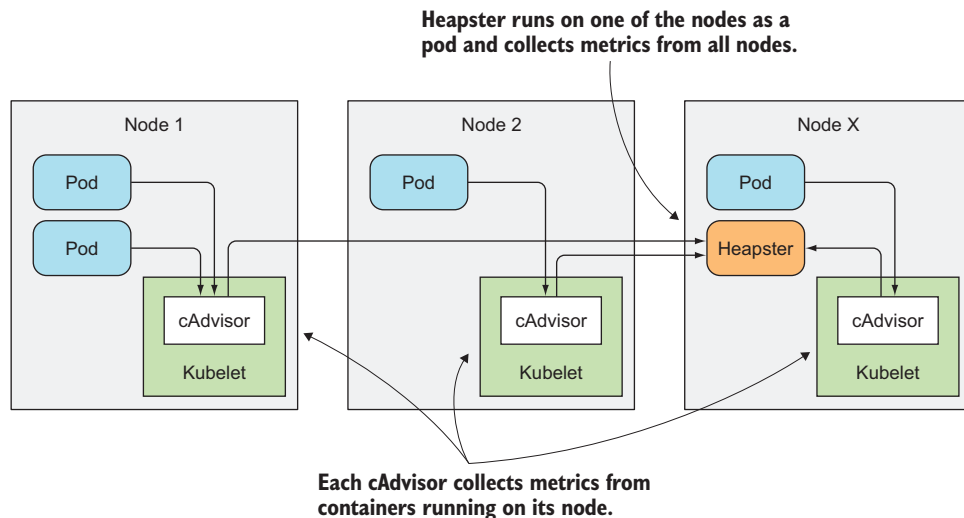 Heapster runs on one of the nodes as a
pod and collects metrics from all nodes.
Node 1
Pod
Pod
cAdvisor
Kubelet
Node 2
Pod
cAdvisor
Kubelet
Node X
Pod
Heapster
cAdvisor
Kubelet
Each cAdvisor collects metrics from
containers running on its node.